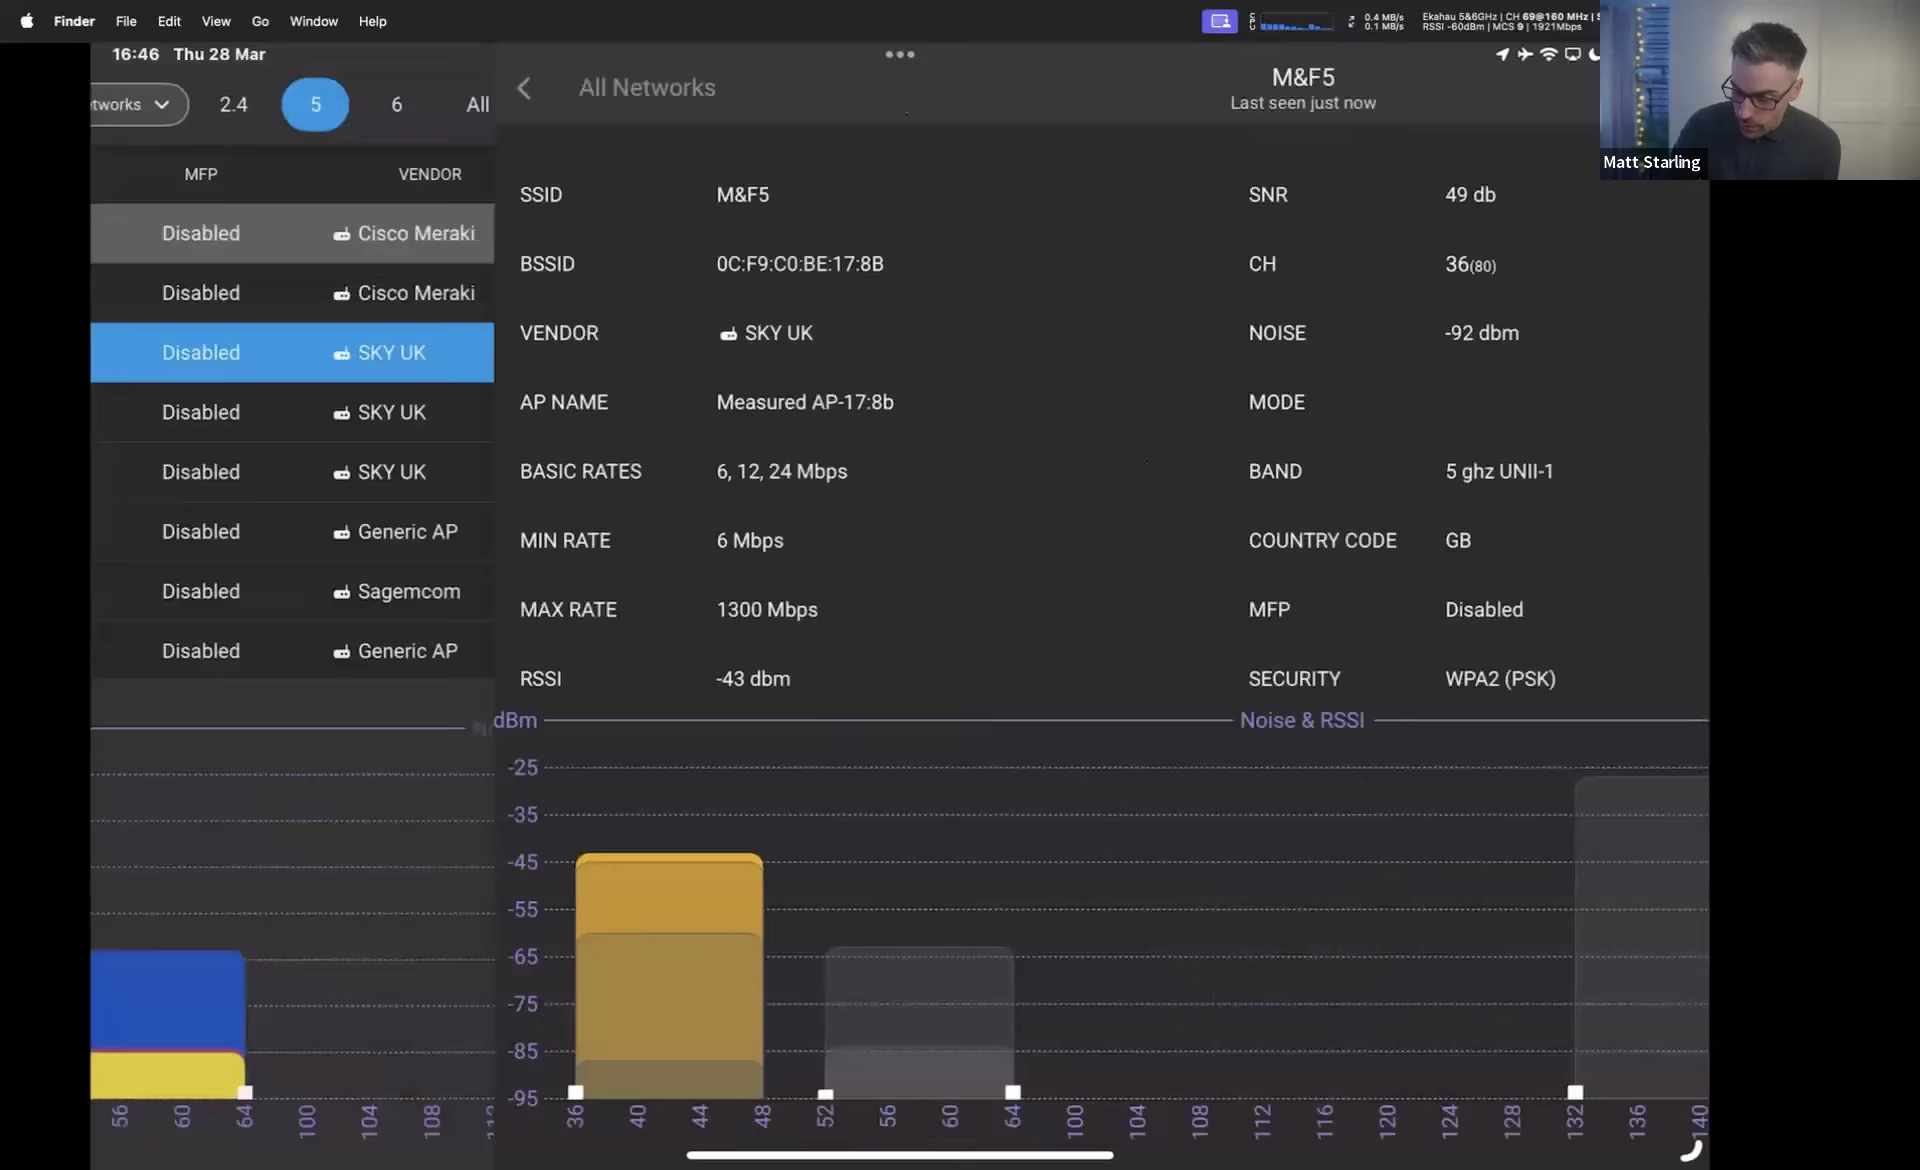 Finder File Edit View Go Window Help
0.4 MB/s
0.1 MB/s
Ekahau 5&6GHz | CH 69@160 MHz |
RSSI -60dBm | MCS 9 | 1921Mbps
16:46 Thu 28 Mar
etworks 2.4 5 6 All
MFP VENDOR
Disabled Cisco Meraki
Disabled Cisco Meraki
Disabled SKY UK
Disabled SKY UK
Disabled SKY UK
Disabled Generic AP
Disabled Sagemcom
Disabled Generic AP
56 60 64 100 104 108
All Networks
M&F5
Last seen just now
Matt Starling
SSID M&F5 SNR 49 db
BSSID 0C:F9:C0:BE:17:8B CH 36(80)
VENDOR SKY UK NOISE -92 dbm
AP NAME Measured AP-17:8b MODE
BASIC RATES 6, 12, 24 Mbps BAND 5 ghz UNII-1
MIN RATE 6 Mbps COUNTRY CODE GB
MAX RATE 1300 Mbps MFP Disabled
RSSI -43 dbm SECURITY WPA2 (PSK)
dBm Noise & RSSI
-25
-35
-45
-55
-65
-75
-85
-95
36 40 44 48 52 56 60 64 100 104 108 112 116 120 124 128 132 136 140